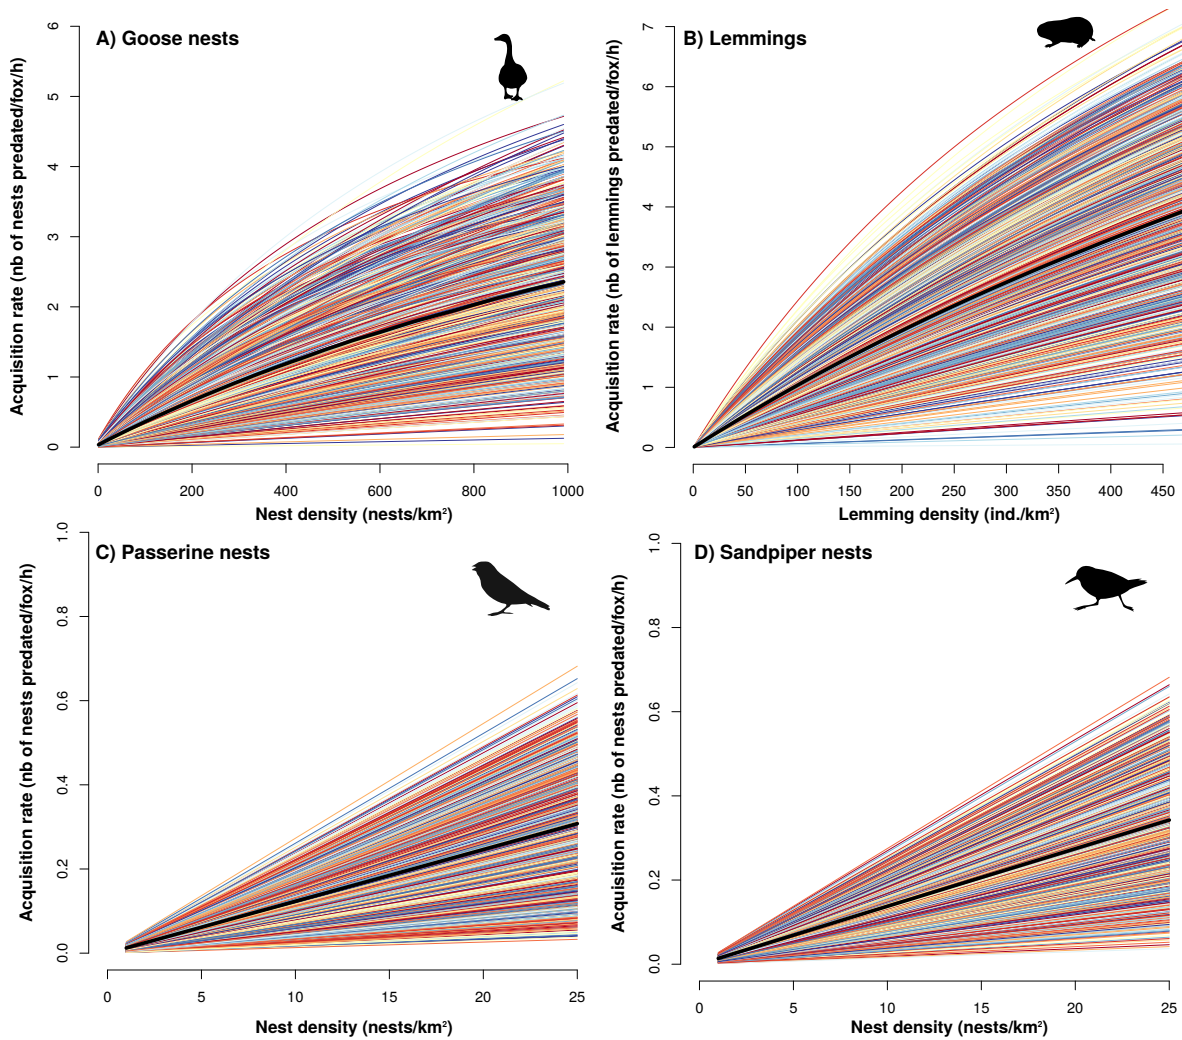 A) Goose nests
Acquisition rate (nb of nests predated/fox/h)
0 1 2 3 4 5 6
0 200 400 600 800 1000
Nest density (nests/km²)
B) Lemmings
Acquisition rate (nb of lemmings predated/fox/h)
0 1 2 3 4 5 6 7
0 50 100 150 200 250 300 350 400 450
Lemming density (ind./km²)
C) Passerine nests
Acquisition rate (nb of nests predated/fox/h)
0.0 0.2 0.4 0.6 0.8 1.0
0 5 10 15 20 25
Nest density (nests/km²)
D) Sandpiper nests
Acquisition rate (nb of nests predated/fox/h)
0.0 0.2 0.4 0.6 0.8 1.0
0 5 10 15 20 25
Nest density (nests/km²)